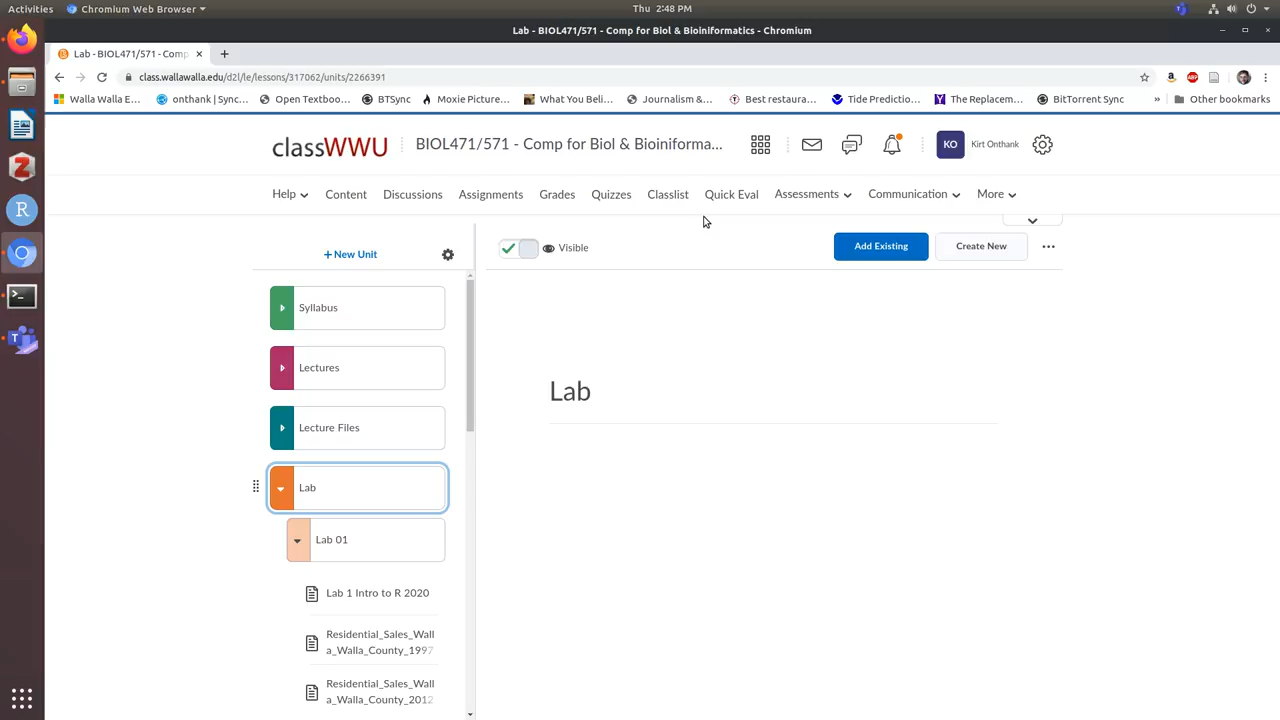 Activities
Chromium Web Browser
Thu 2:48 PM
Lab - BIOL471/571 - Comp for Biol & Bioiniformatics - Chromium
Lab - BIOL471/571 - Comp
class.wallawalla.edu/d2l/le/lessons/317062/units/2266391
Walla Walla E...
onthank | Sync...
Open Textboo...
BTSync
Moxie Picture...
What You Beli...
Journalism &...
Best restaura...
Tide Predictio...
The Replacem...
BitTorrent Sync
»
Other bookmarks
classWWU
BIOL471/571 - Comp for Biol & Bioiniforma...
KO
Kirt Onthank
Help
Content
Discussions
Assignments
Grades
Quizzes
Classlist
Quick Eval
Assessments
Communication
More
+ New Unit
Visible
Add Existing
Create New
Syllabus
Lectures
Lecture Files
Lab
Lab
Lab 01
Lab 1 Intro to R 2020
Residential_Sales_Wall
a_Walla_County_1997
Residential_Sales_Wall
a_Walla_County_2012